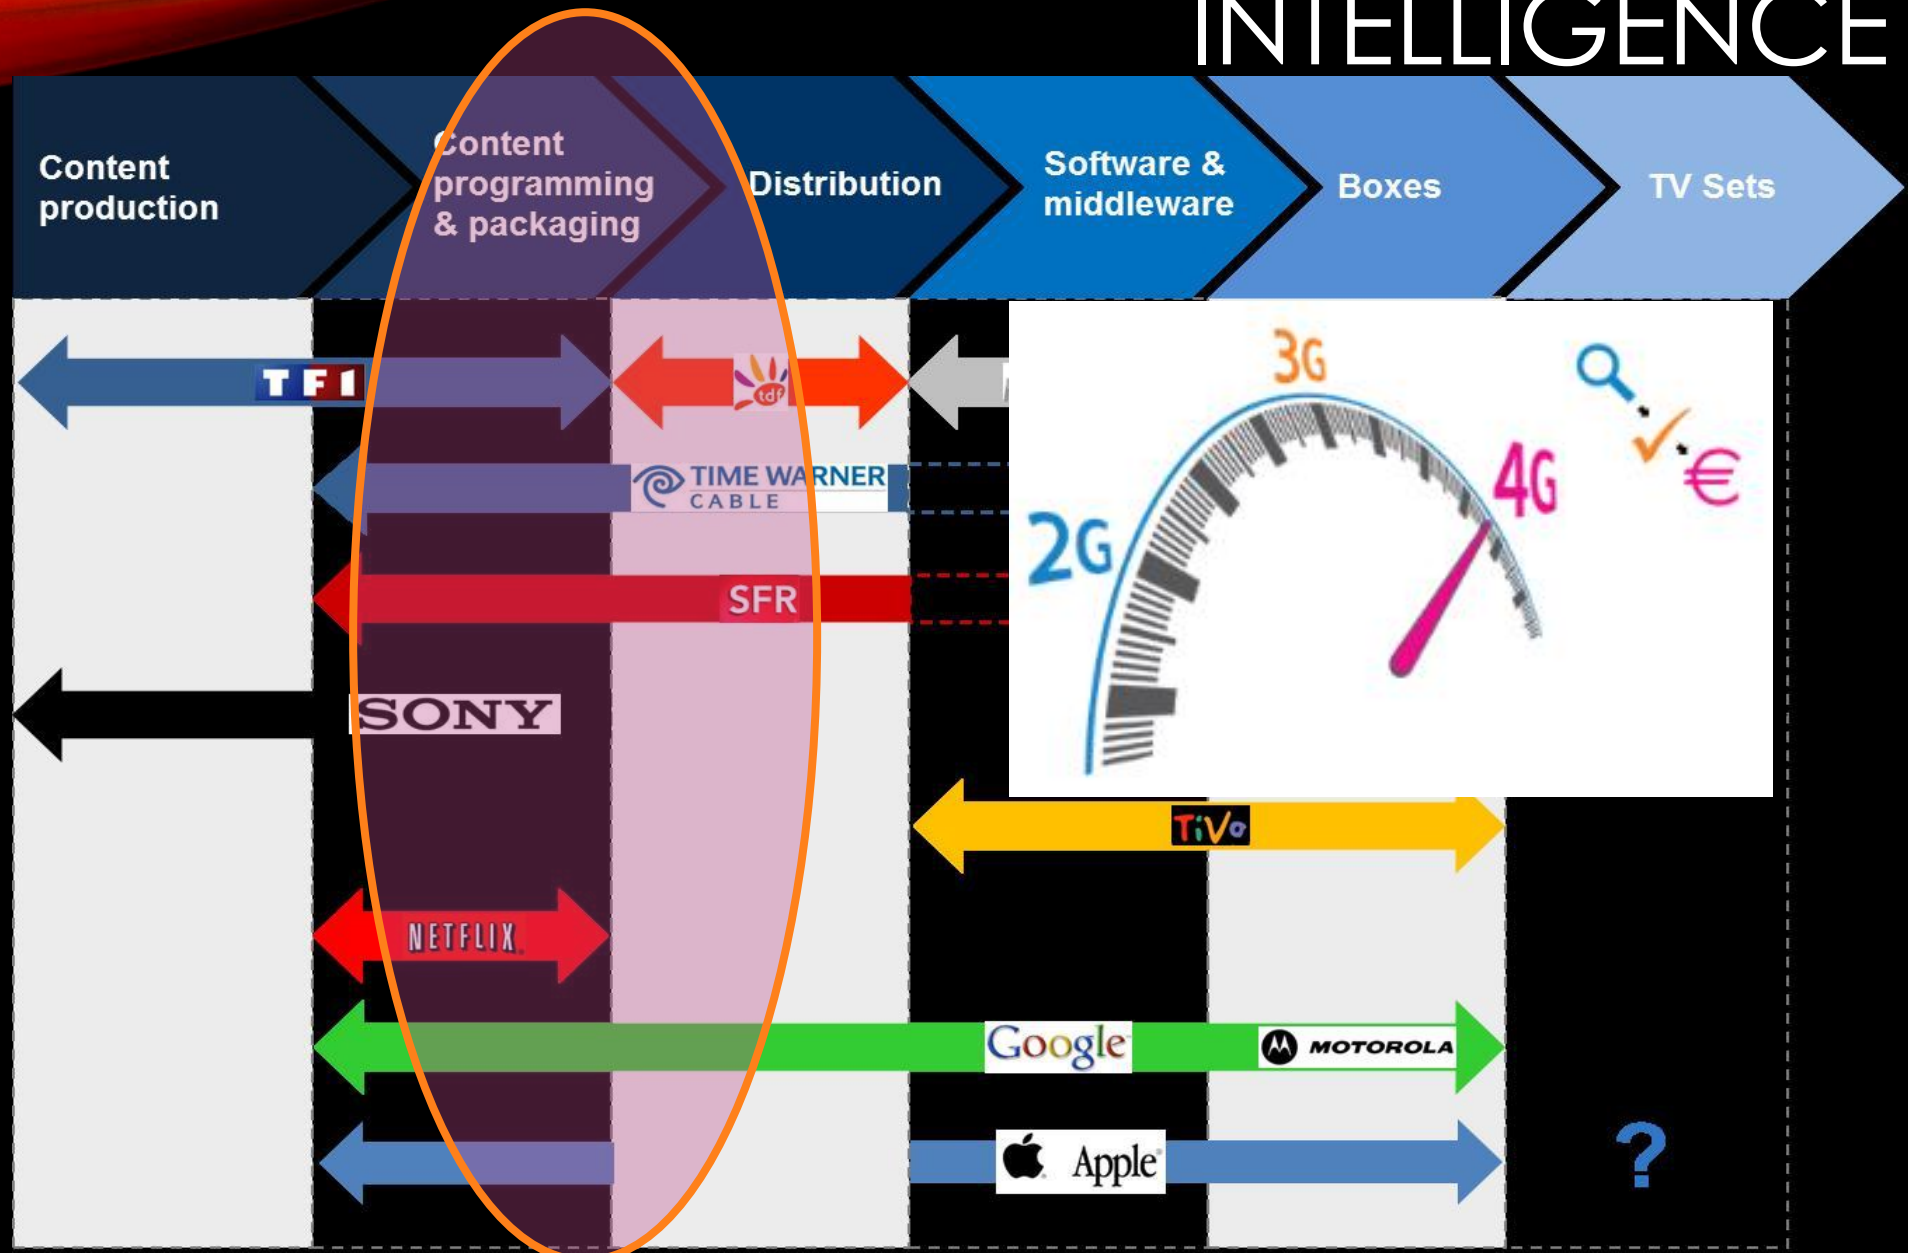 INTELLIGENCE
Content
production
Content
programming
& packaging
Distribution
Software &
middleware
Boxes
TV Sets
TF1
tdf
3G
4G
€
2G
TIME WARNER
CABLE
SFR
SONY
TiVo
NETFLIX
Google
MOTOROLA
Apple
?